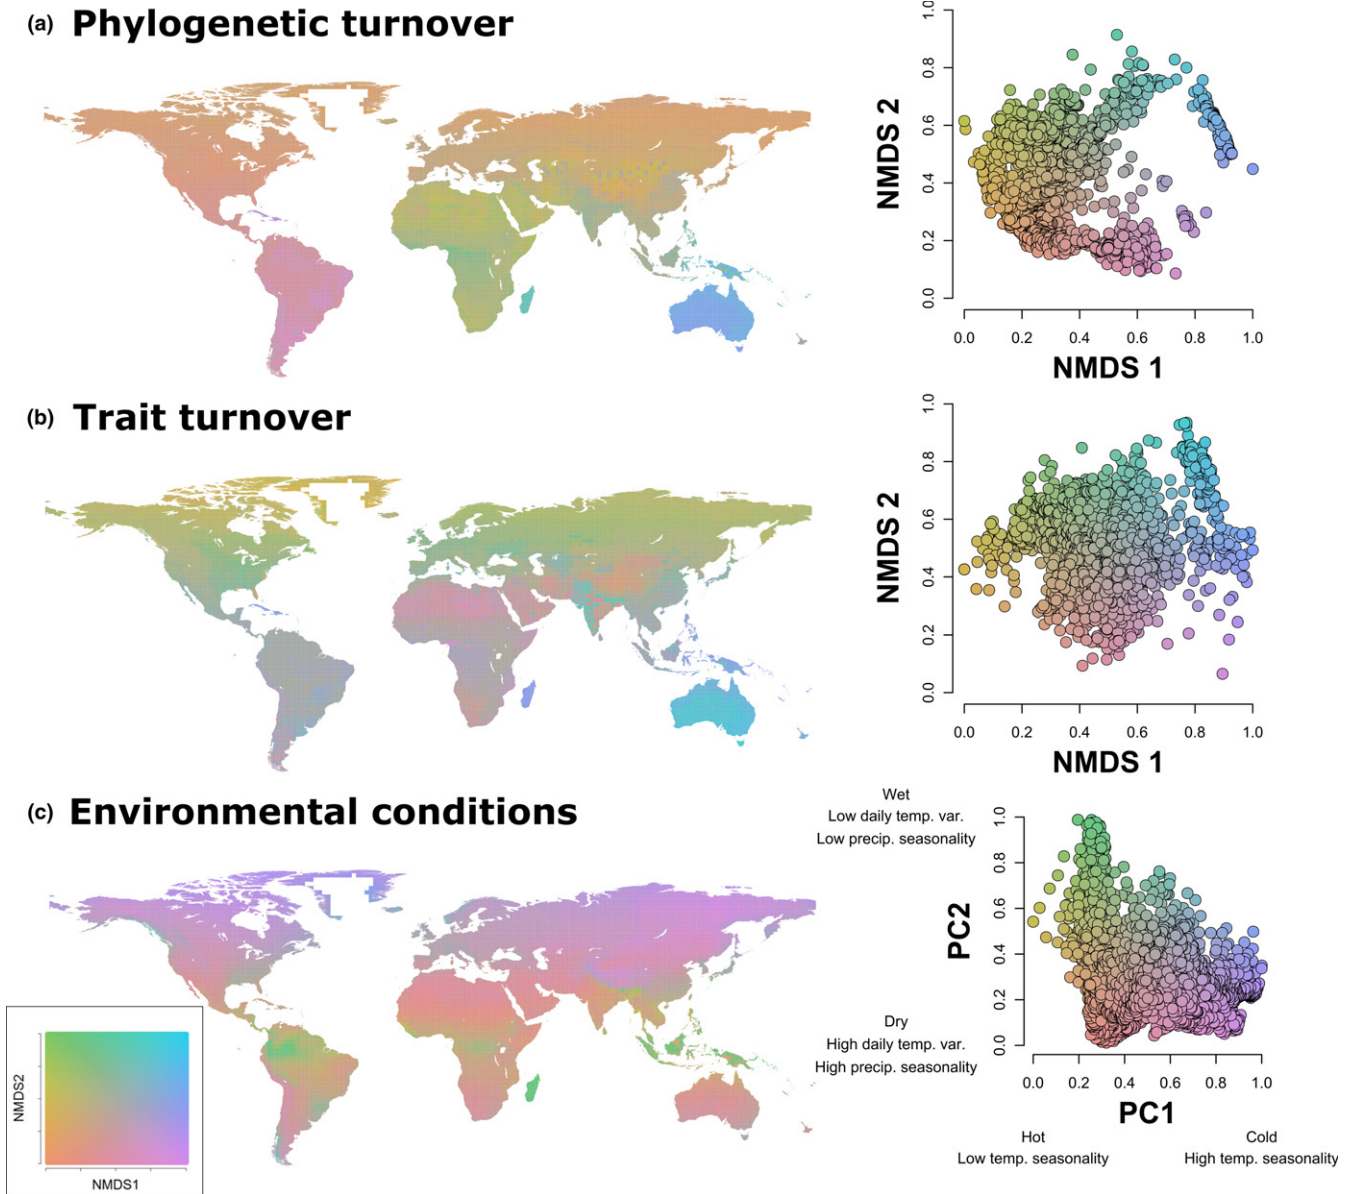 (a) Phylogenetic turnover
NMDS 2
0.0 0.2 0.4 0.6 0.8 1.0
0.0 0.2 0.4 0.6 0.8 1.0
NMDS 1
(b) Trait turnover
NMDS 2
0.0 0.2 0.4 0.6 0.8 1.0
0.0 0.2 0.4 0.6 0.8 1.0
NMDS 1
(c) Environmental conditions
Wet
Low daily temp. var.
Low precip. seasonality
Dry
High daily temp. var.
High precip. seasonality
PC2
0.0 0.2 0.4 0.6 0.8 1.0
0.0 0.2 0.4 0.6 0.8 1.0
PC1
Hot
Low temp. seasonality
Cold
High temp. seasonality
NMDS2
NMDS1